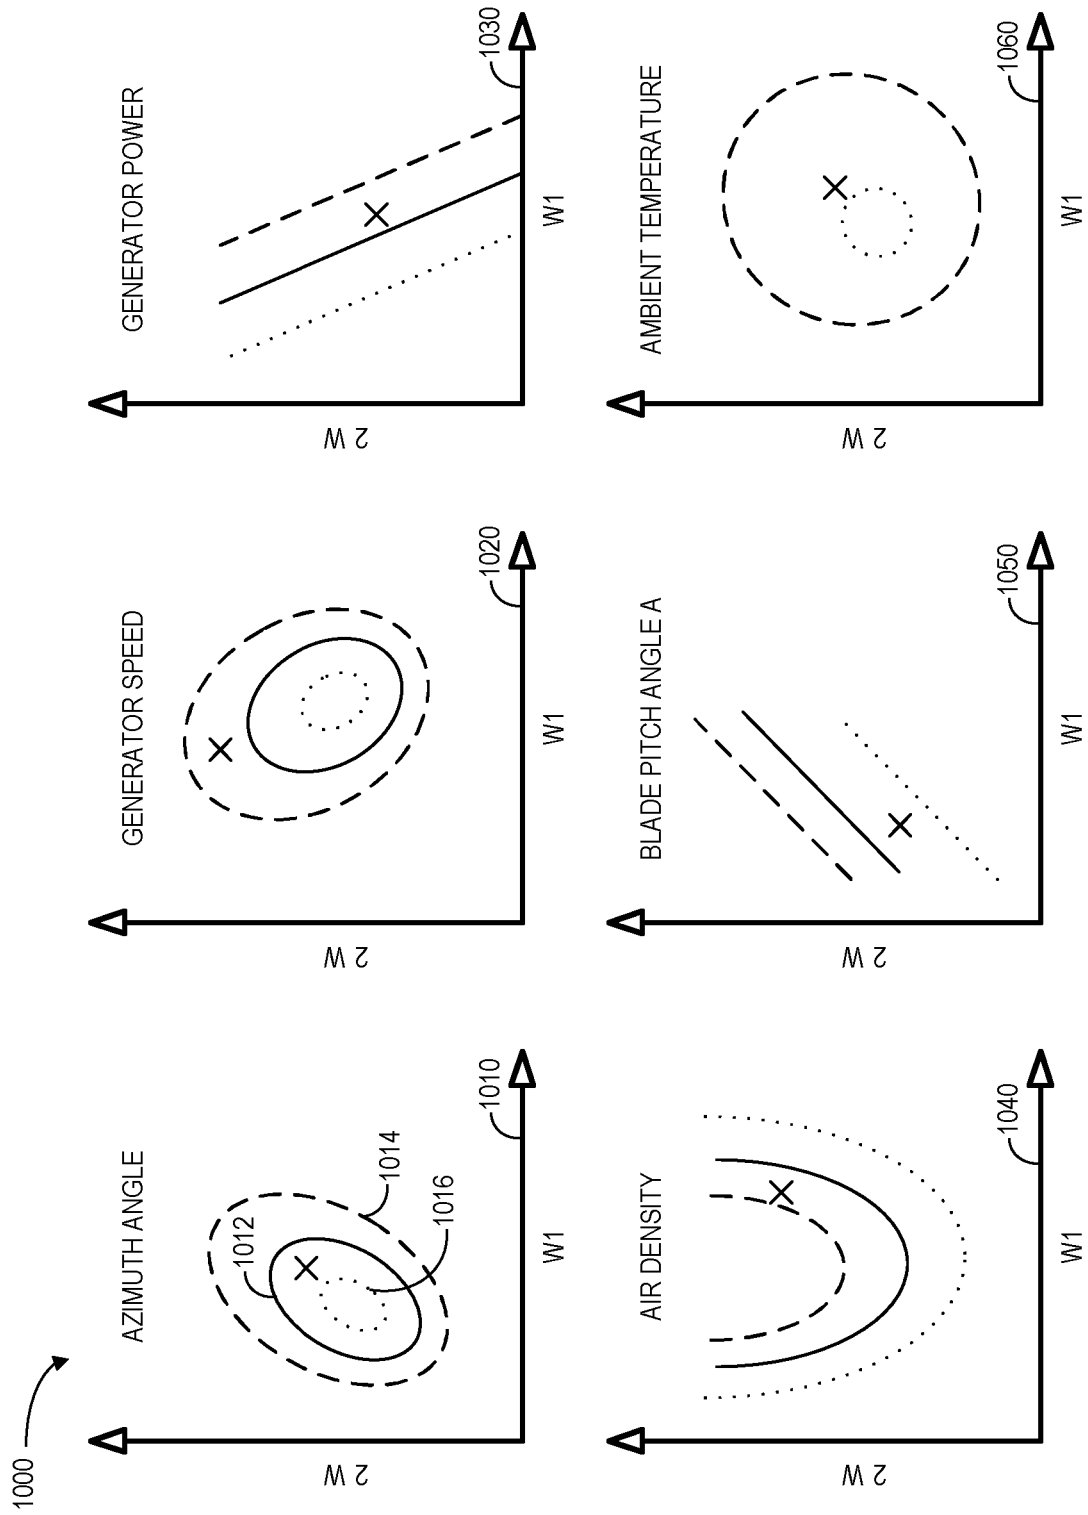 1000
AZIMUTH ANGLE
1012
1014
1016
1010
W1
W 2
GENERATOR SPEED
1020
W1
W 2
GENERATOR POWER
1030
W1
W 2
AIR DENSITY
1040
W1
W 2
BLADE PITCH ANGLE A
1050
W1
W 2
AMBIENT TEMPERATURE
1060
W1
W 2